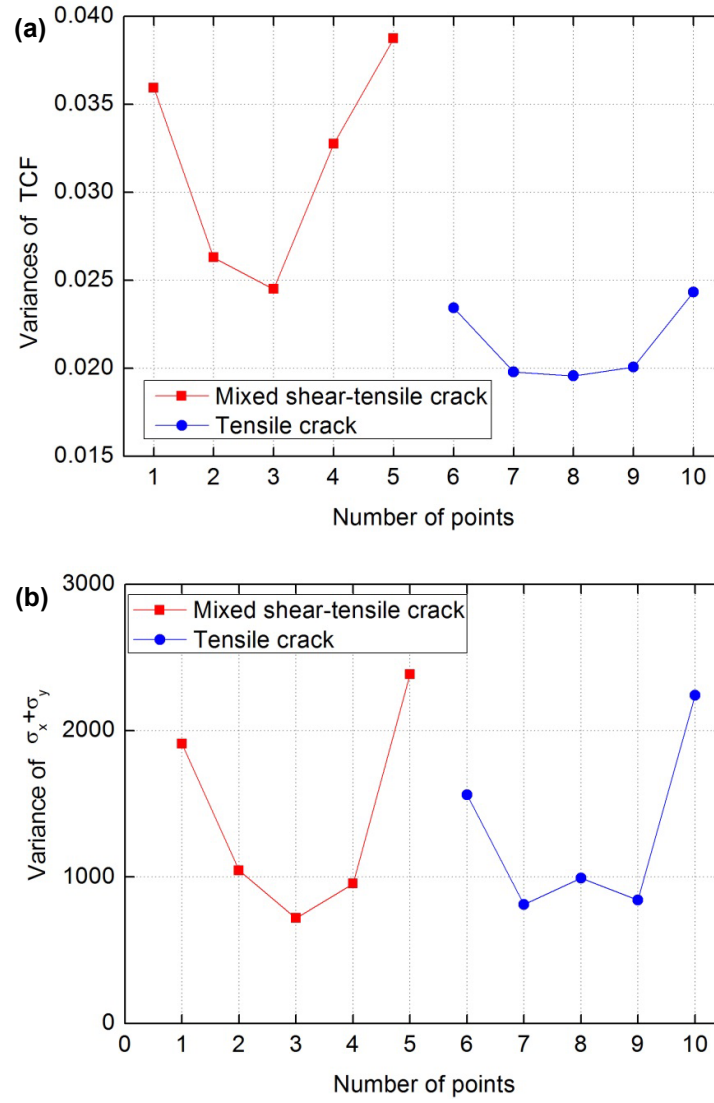 (a)
0.040
0.035
0.030
0.025
0.020
0.015
Variances of TCF
Mixed shear-tensile crack
Tensile crack
1 2 3 4 5 6 7 8 9 10
Number of points
(b)
3000
2000
1000
0
Variance of σx+σy
Mixed shear-tensile crack
Tensile crack
0 1 2 3 4 5 6 7 8 9 10
Number of points